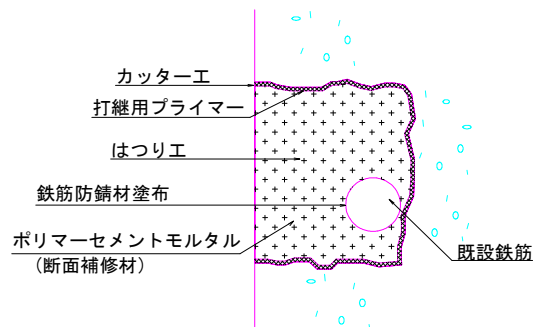 カッター工
打継用プライマー
はつり工
鉄筋防錆材塗布
ポリマーセメントモルタル
(断面補修材)
既設鉄筋